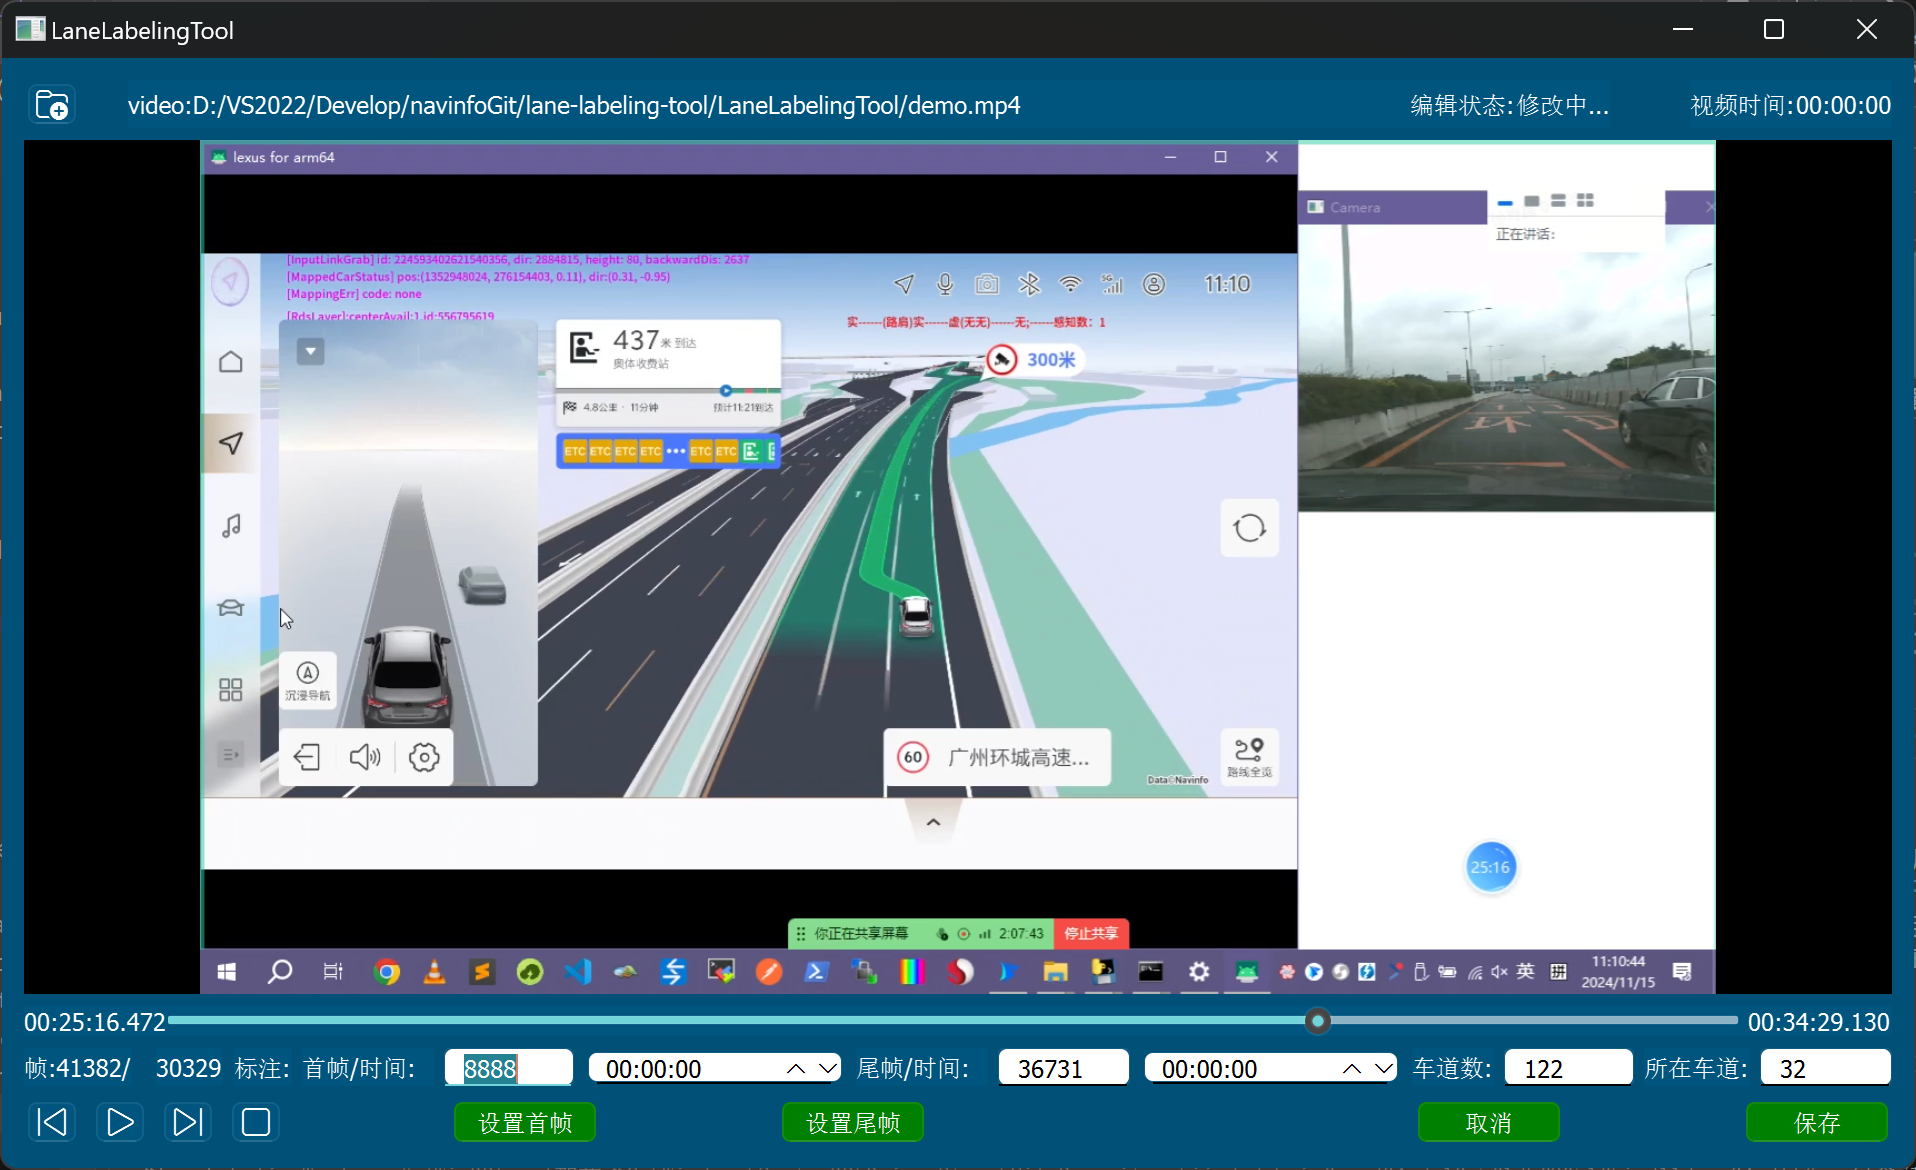 LaneLabelingTool
video:D:/VS2022/Develop/navinfoGit/lane-labeling-tool/LaneLabelingTool/demo.mp4
编辑状态:修改中...
视频时间:00:00:00
lexus for arm64
Camera
正在讲话:
[InputLinkGrab] id: 224593402621540356, dir: 2884815, height: 80, backwardDis: 2637
[MappedCarStatus] pos:(1352948024, 276154403, 0.11), dir:(0.31, -0.95)
[MappingErr] code: none
[RdsLayer]:centerAvail:1 id:556795619
5G
11:10
实------(路肩)实------虚(无无)------无;------感知数: 1
437米 到达
奥体收费站
300米
4.8公里 · 11分钟
预计11:21到达
ETC ETC ETC ETC ••• ETC ETC
环
沉浸导航
60 广州环城高速...
Data©Navinfo
路线全览
25:16
你正在共享屏幕 2:07:43 停止共享
英 拼
11:10:44
2024/11/15
00:25:16.472
00:34:29.130
帧:41382/ 30329 标注: 首帧/时间: 8888 00:00:00 尾帧/时间: 36731 00:00:00 车道数: 122 所在车道: 32
设置首帧 设置尾帧 取消 保存